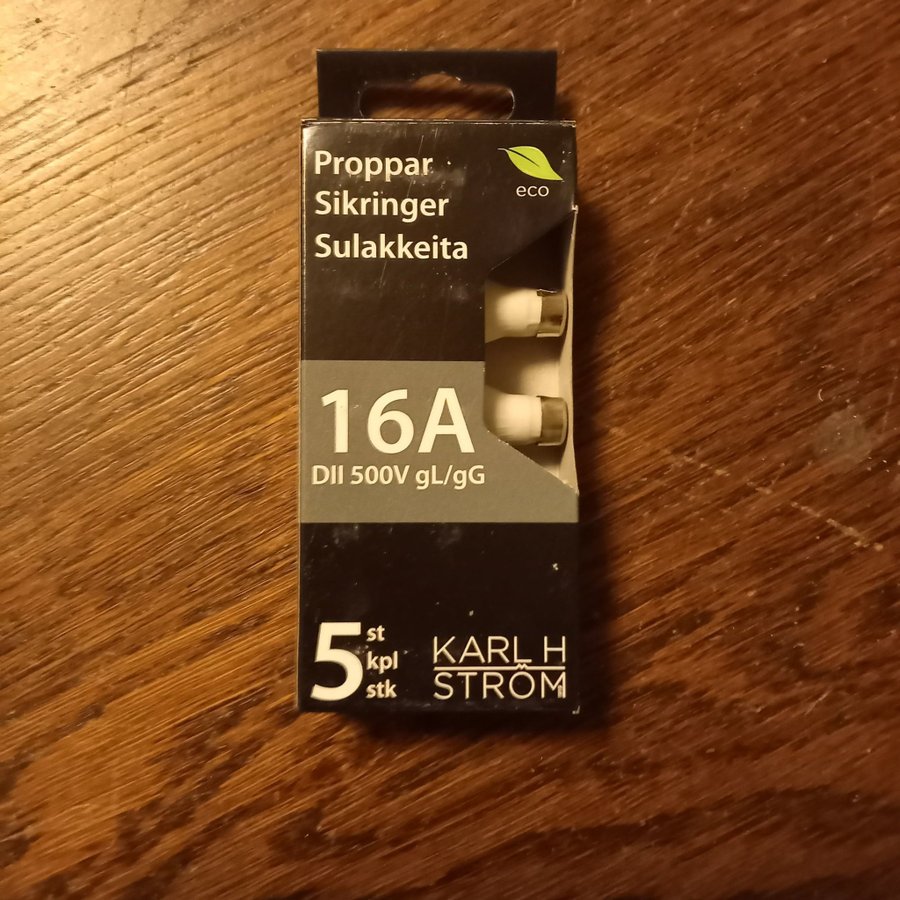 Proppar
Sikringer
Sulakkeita
eco
16A
DII 500V gL/gG
5 st
kpl
stk
KARL H
STRÖM